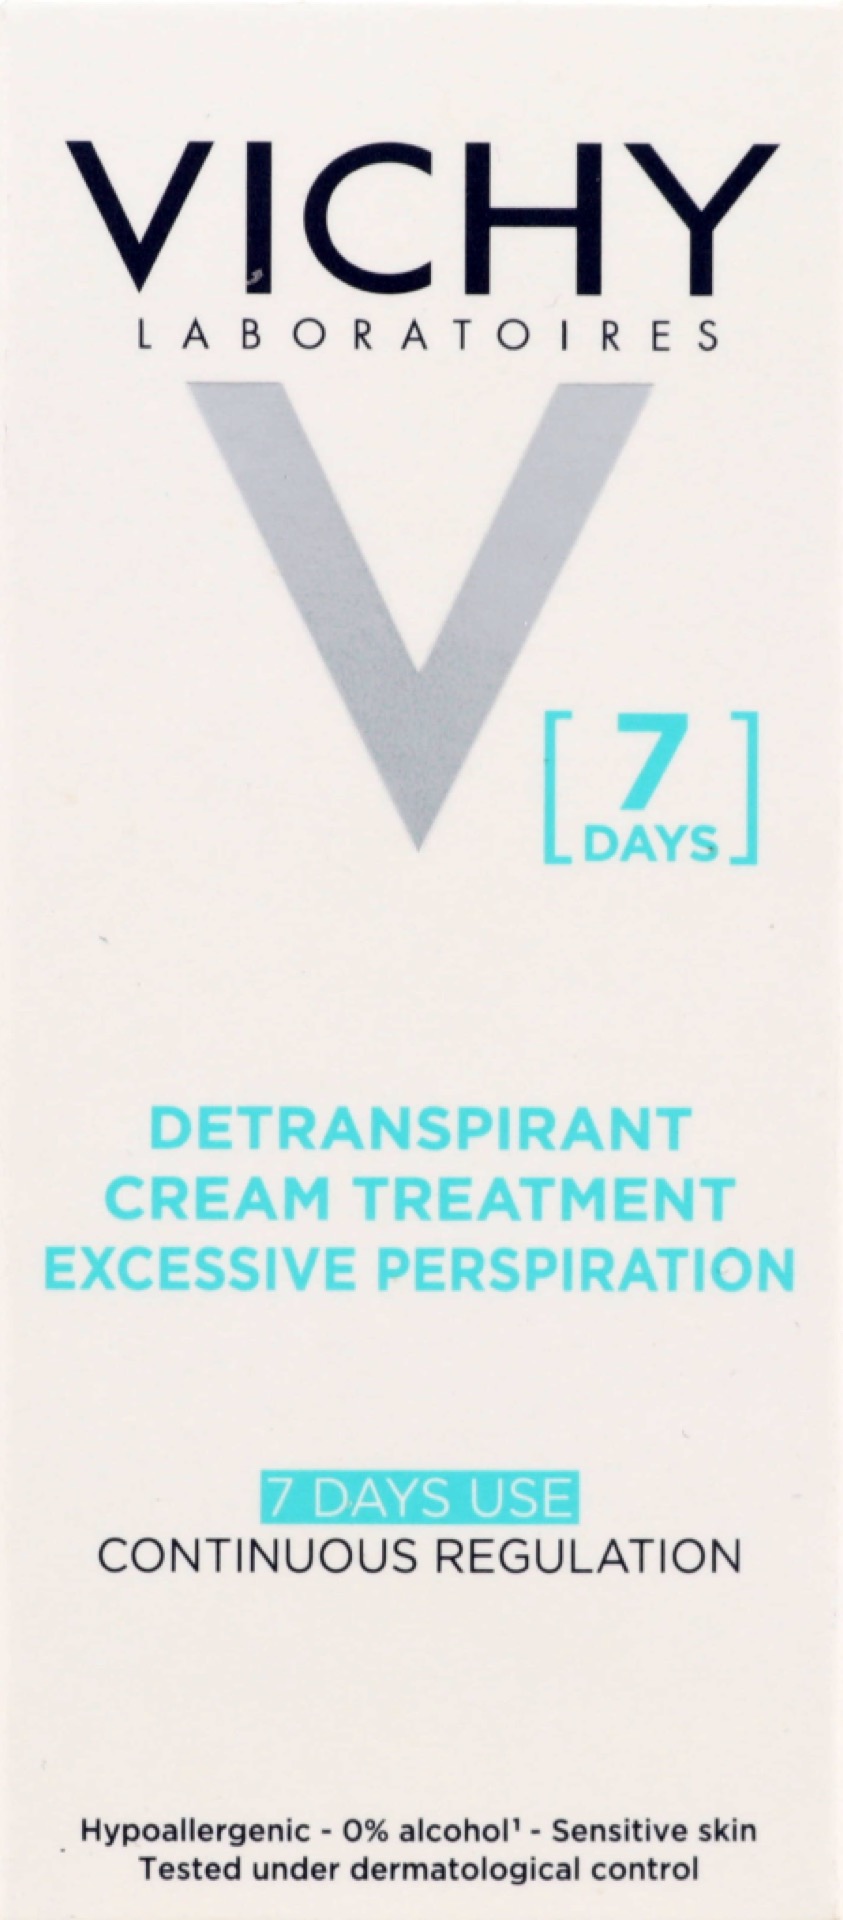 VICHY
LABORATOIRES
V
[7
DAYS]
DETRANSPIRANT
CREAM TREATMENT
EXCESSIVE PERSPIRATION
7 DAYS USE
CONTINUOUS REGULATION
Hypoallergenic - 0% alcohol¹ - Sensitive skin
Tested under dermatological control